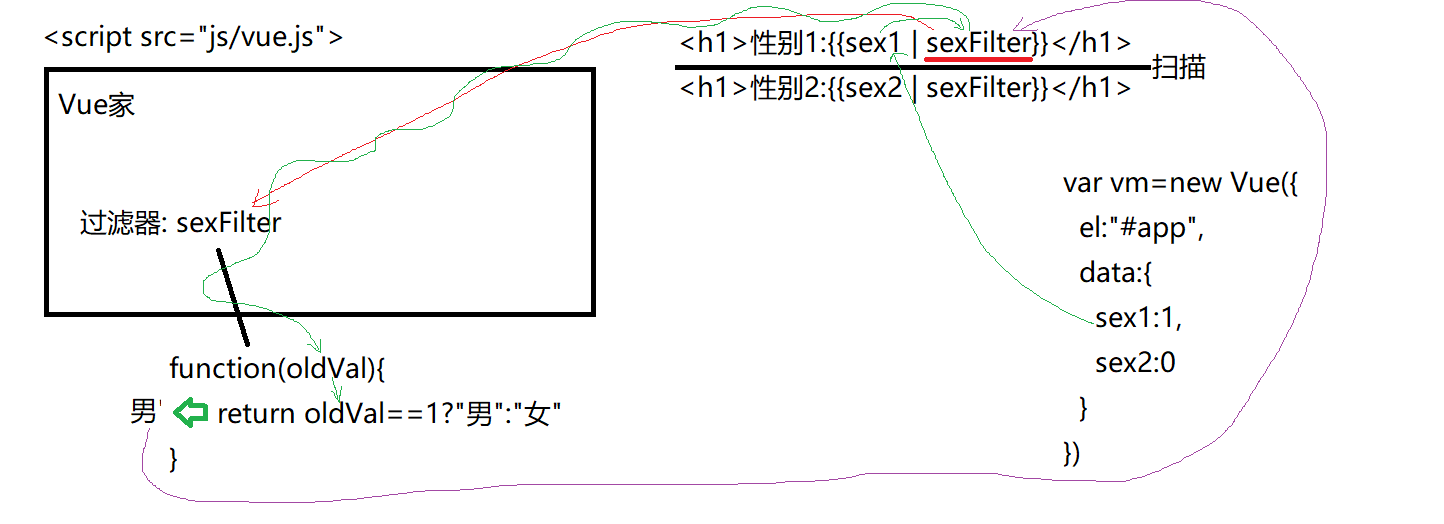 <script src="js/vue.js">
Vue家
过滤器: sexFilter
function(oldVal){
男' return oldVal==1?"男":"女"
}
<h1>性别1:{{sex1 | sexFilter}}</h1>
扫描
<h1>性别2:{{sex2 | sexFilter}}</h1>
var vm=new Vue({
el:"#app",
data:{
sex1:1,
sex2:0
}
})